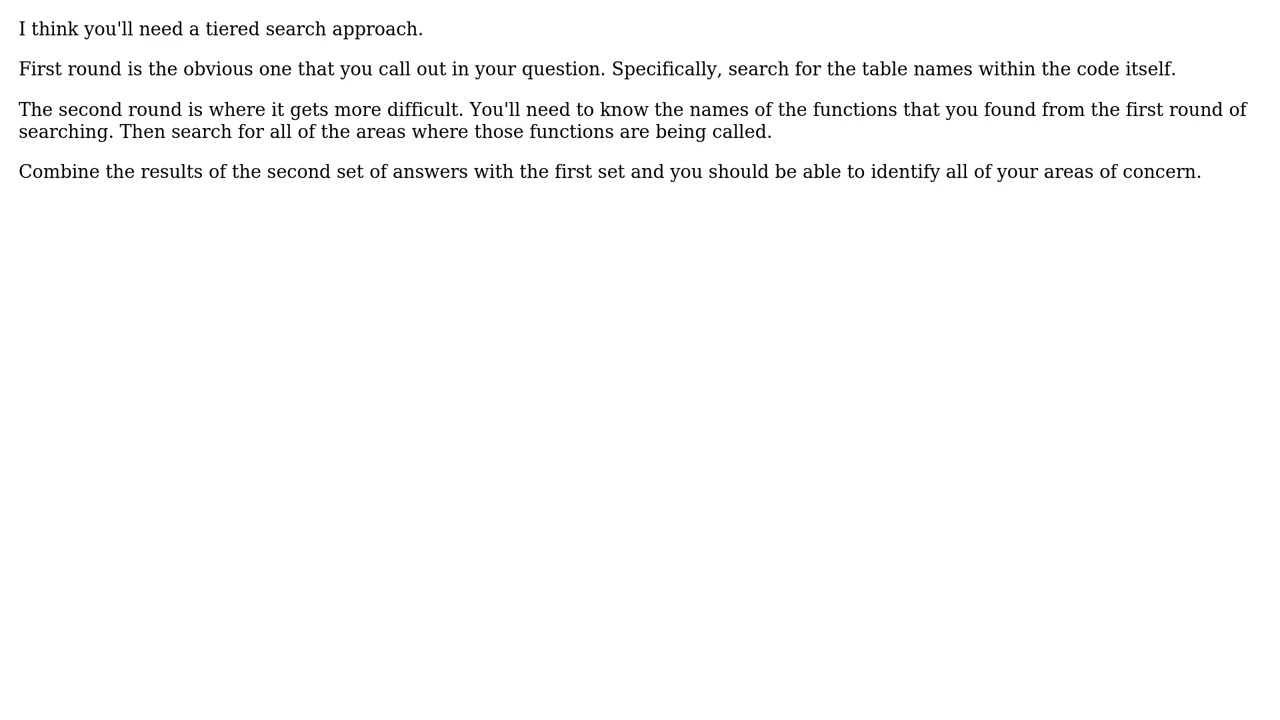 I think you'll need a tiered search approach.
First round is the obvious one that you call out in your question. Specifically, search for the table names within the code itself.
The second round is where it gets more difficult. You'll need to know the names of the functions that you found from the first round of
searching. Then search for all of the areas where those functions are being called.
Combine the results of the second set of answers with the first set and you should be able to identify all of your areas of concern.